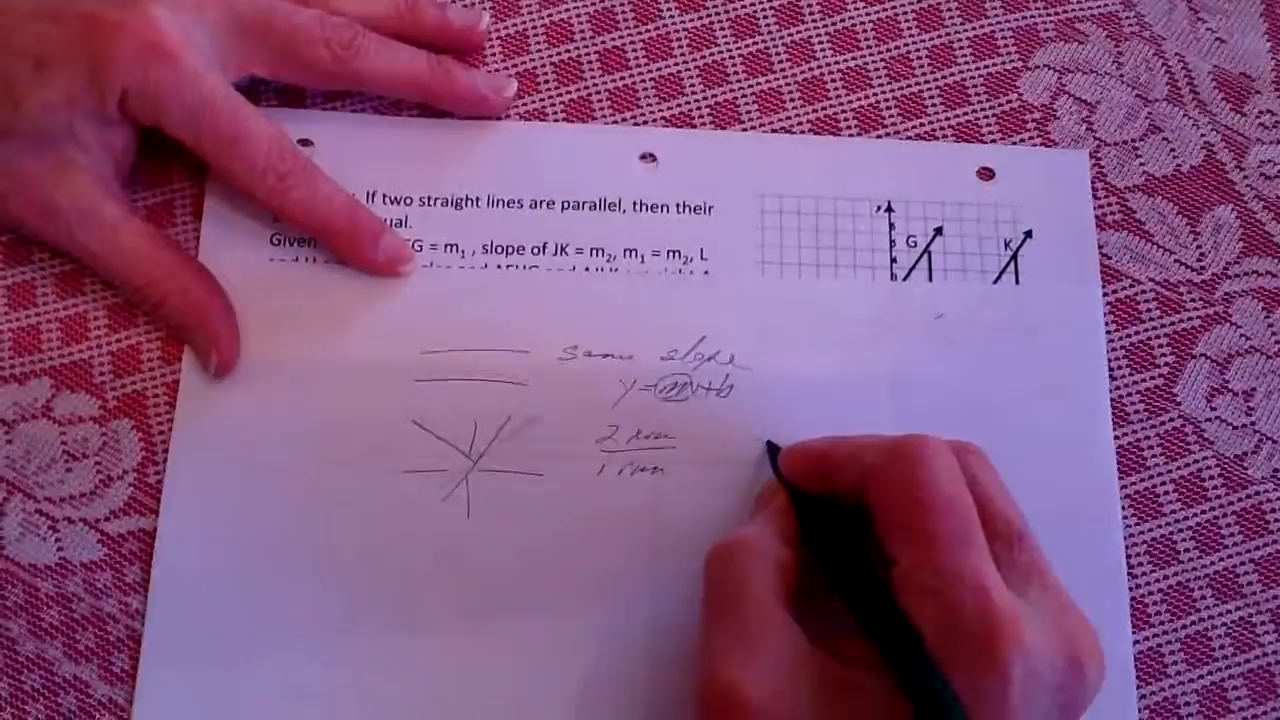 If two straight lines are parallel, then their
ual.
Given G = m₁ , slope of JK = m₂, m₁ = m₂, L
y
G
K
same slope
y=mx+b
2 rise
1 run